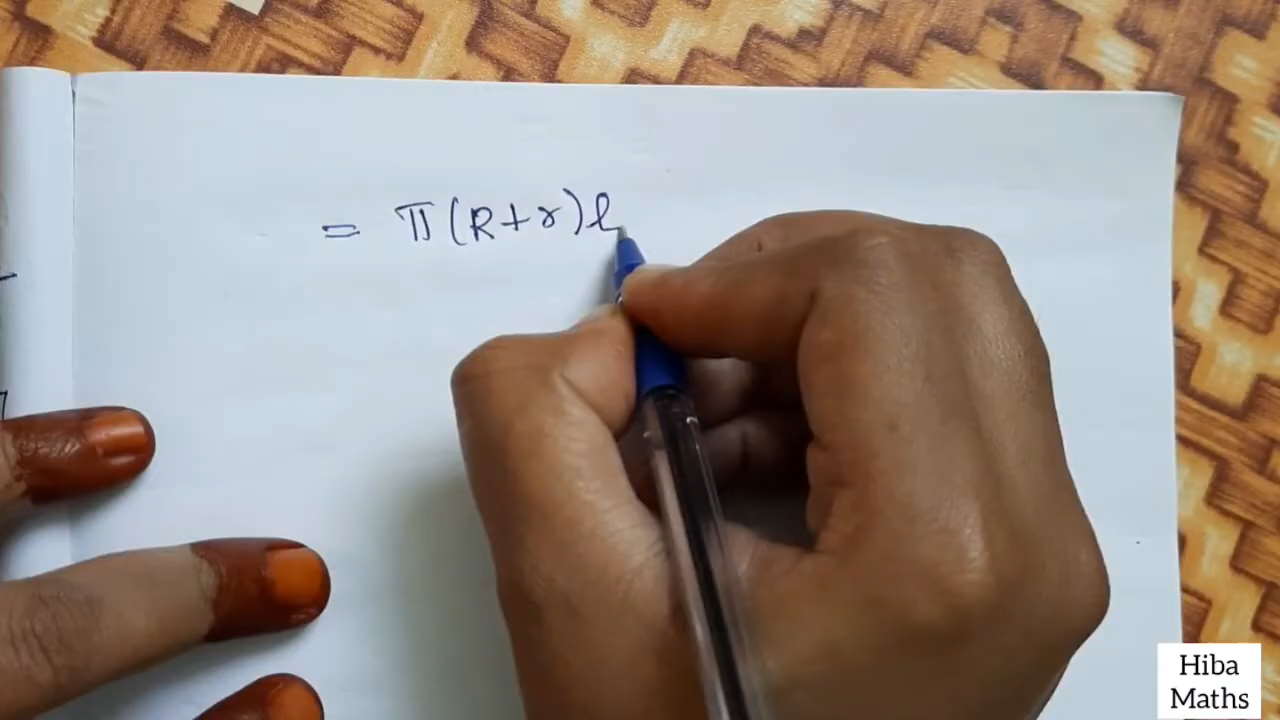 = π(R+r)l
Hiba
Maths